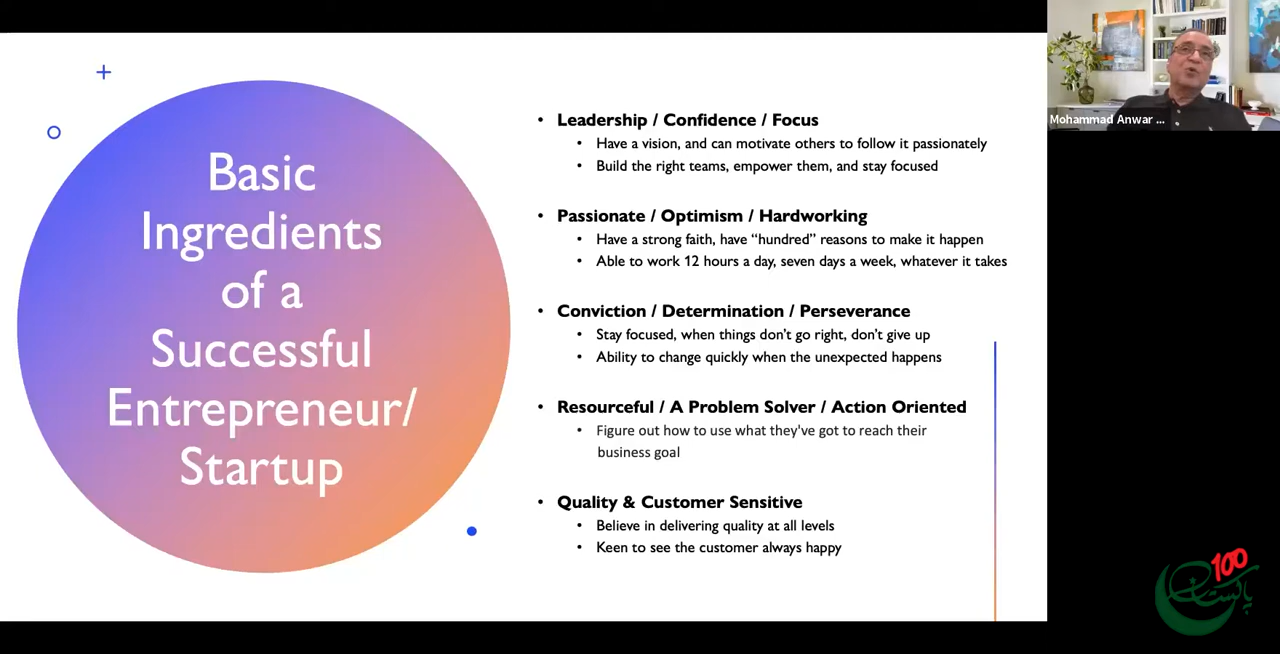 Basic
Ingredients
of a
Successful
Entrepreneur/
Startup
• Leadership / Confidence / Focus
• Have a vision, and can motivate others to follow it passionately
• Build the right teams, empower them, and stay focused
• Passionate / Optimism / Hardworking
• Have a strong faith, have “hundred” reasons to make it happen
• Able to work 12 hours a day, seven days a week, whatever it takes
• Conviction / Determination / Perseverance
• Stay focused, when things don’t go right, don’t give up
• Ability to change quickly when the unexpected happens
• Resourceful / A Problem Solver / Action Oriented
• Figure out how to use what they've got to reach their
business goal
• Quality & Customer Sensitive
• Believe in delivering quality at all levels
• Keen to see the customer always happy
Mohammad Anwar ...
100
پاکستان